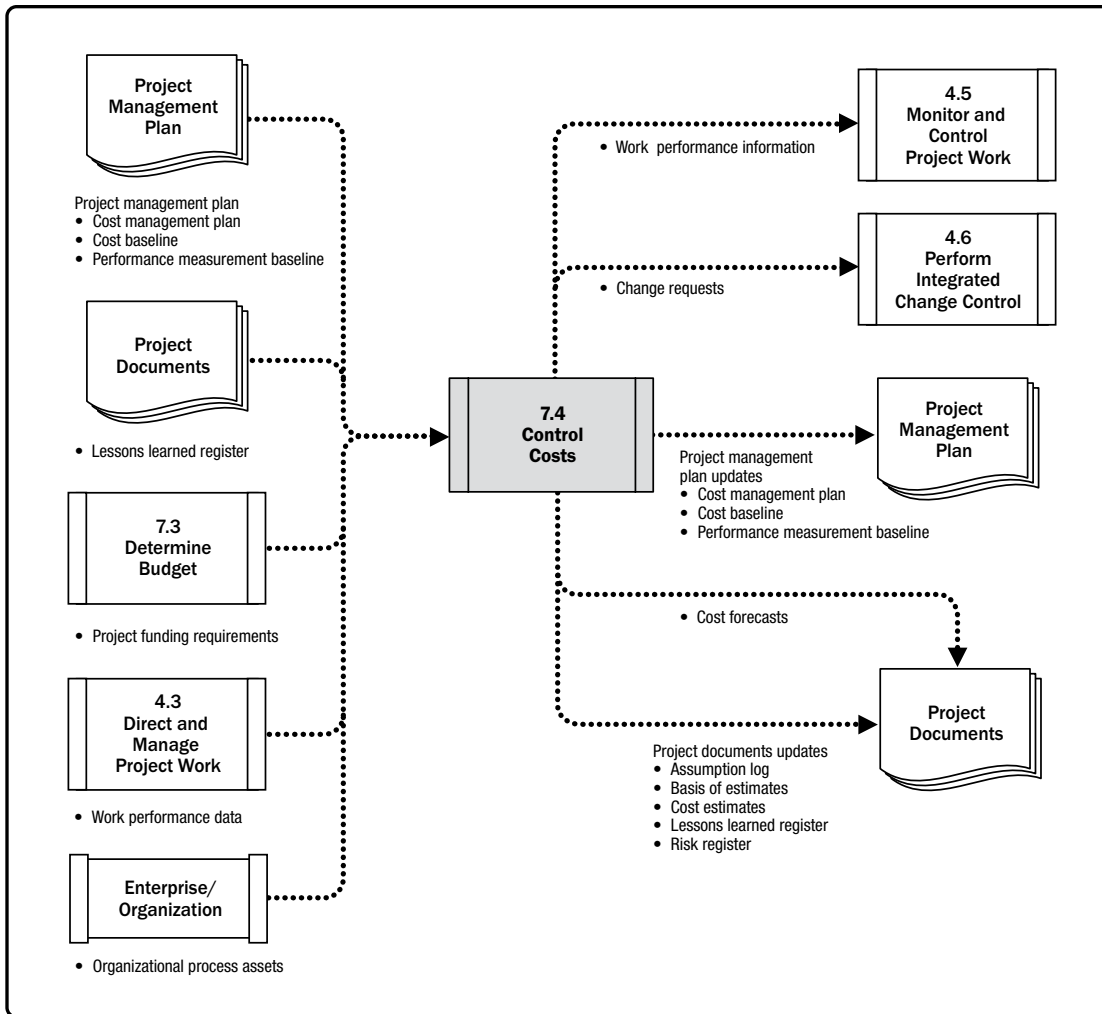 Project
Management
Plan
Project management plan
• Cost management plan
• Cost baseline
• Performance measurement baseline
Project
Documents
• Lessons learned register
7.3
Determine
Budget
• Project funding requirements
4.3
Direct and
Manage
Project Work
• Work performance data
Enterprise/
Organization
• Organizational process assets
7.4
Control
Costs
• Work performance information
4.5
Monitor and
Control
Project Work
• Change requests
4.6
Perform
Integrated
Change Control
Project management
plan updates
• Cost management plan
• Cost baseline
• Performance measurement baseline
Project
Management
Plan
• Cost forecasts
Project documents updates
• Assumption log
• Basis of estimates
• Cost estimates
• Lessons learned register
• Risk register
Project
Documents